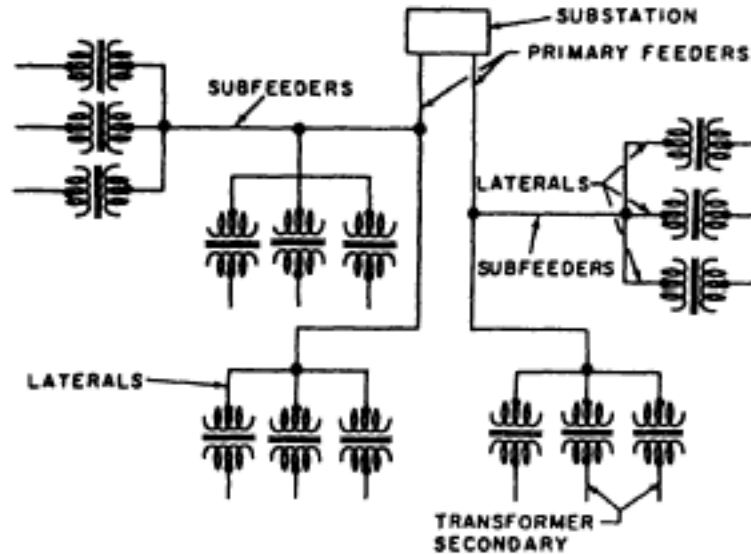 SUBSTATION
PRIMARY FEEDERS
SUBFEEDERS
LATERALS
SUBFEEDERS
LATERALS
TRANSFORMER
SECONDARY